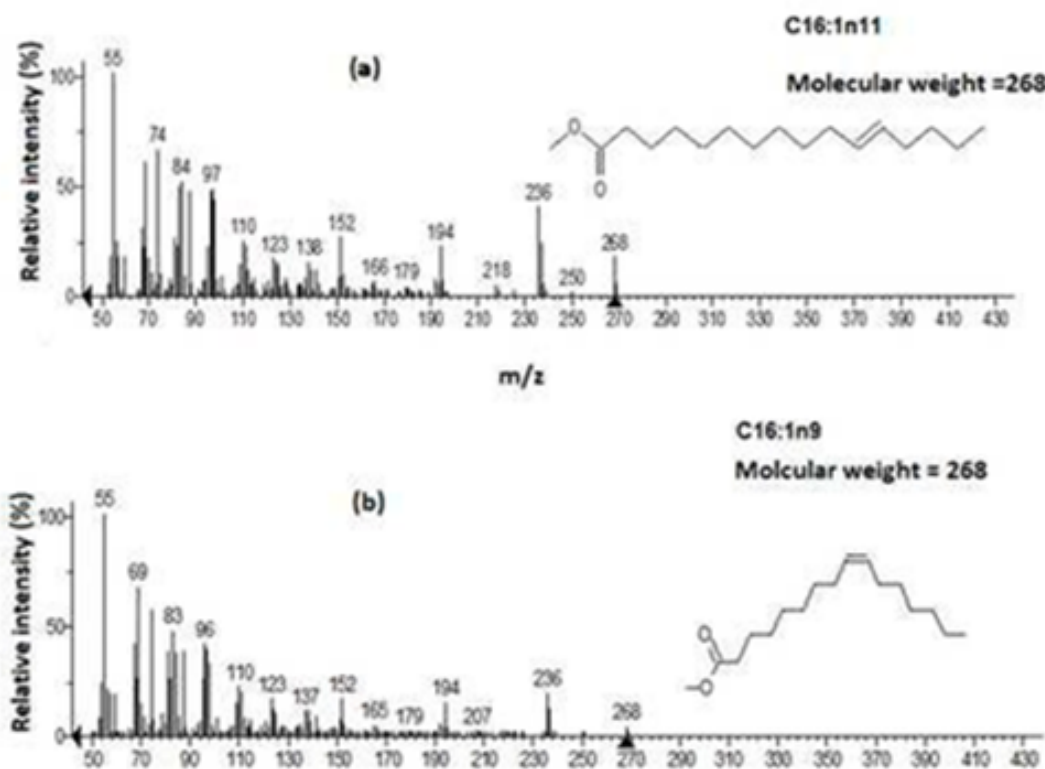 C16:1n11
Molecular weight =268
(a)
Relative intensity (%)
100
50
0
55
74
84
97
110
123
138
152
166
179
194
218
236
250
268
O
O
50 70 90 110 130 150 170 190 210 230 250 270 290 310 330 350 370 390 410 430
m/z
C16:1n9
Molcular weight = 268
(b)
Relative intensity (%)
100
50
0
55
69
83
96
110
123
137
152
165
179
194
207
236
268
O
O
50 70 90 110 130 150 170 190 210 230 250 270 290 310 330 350 370 390 410 430